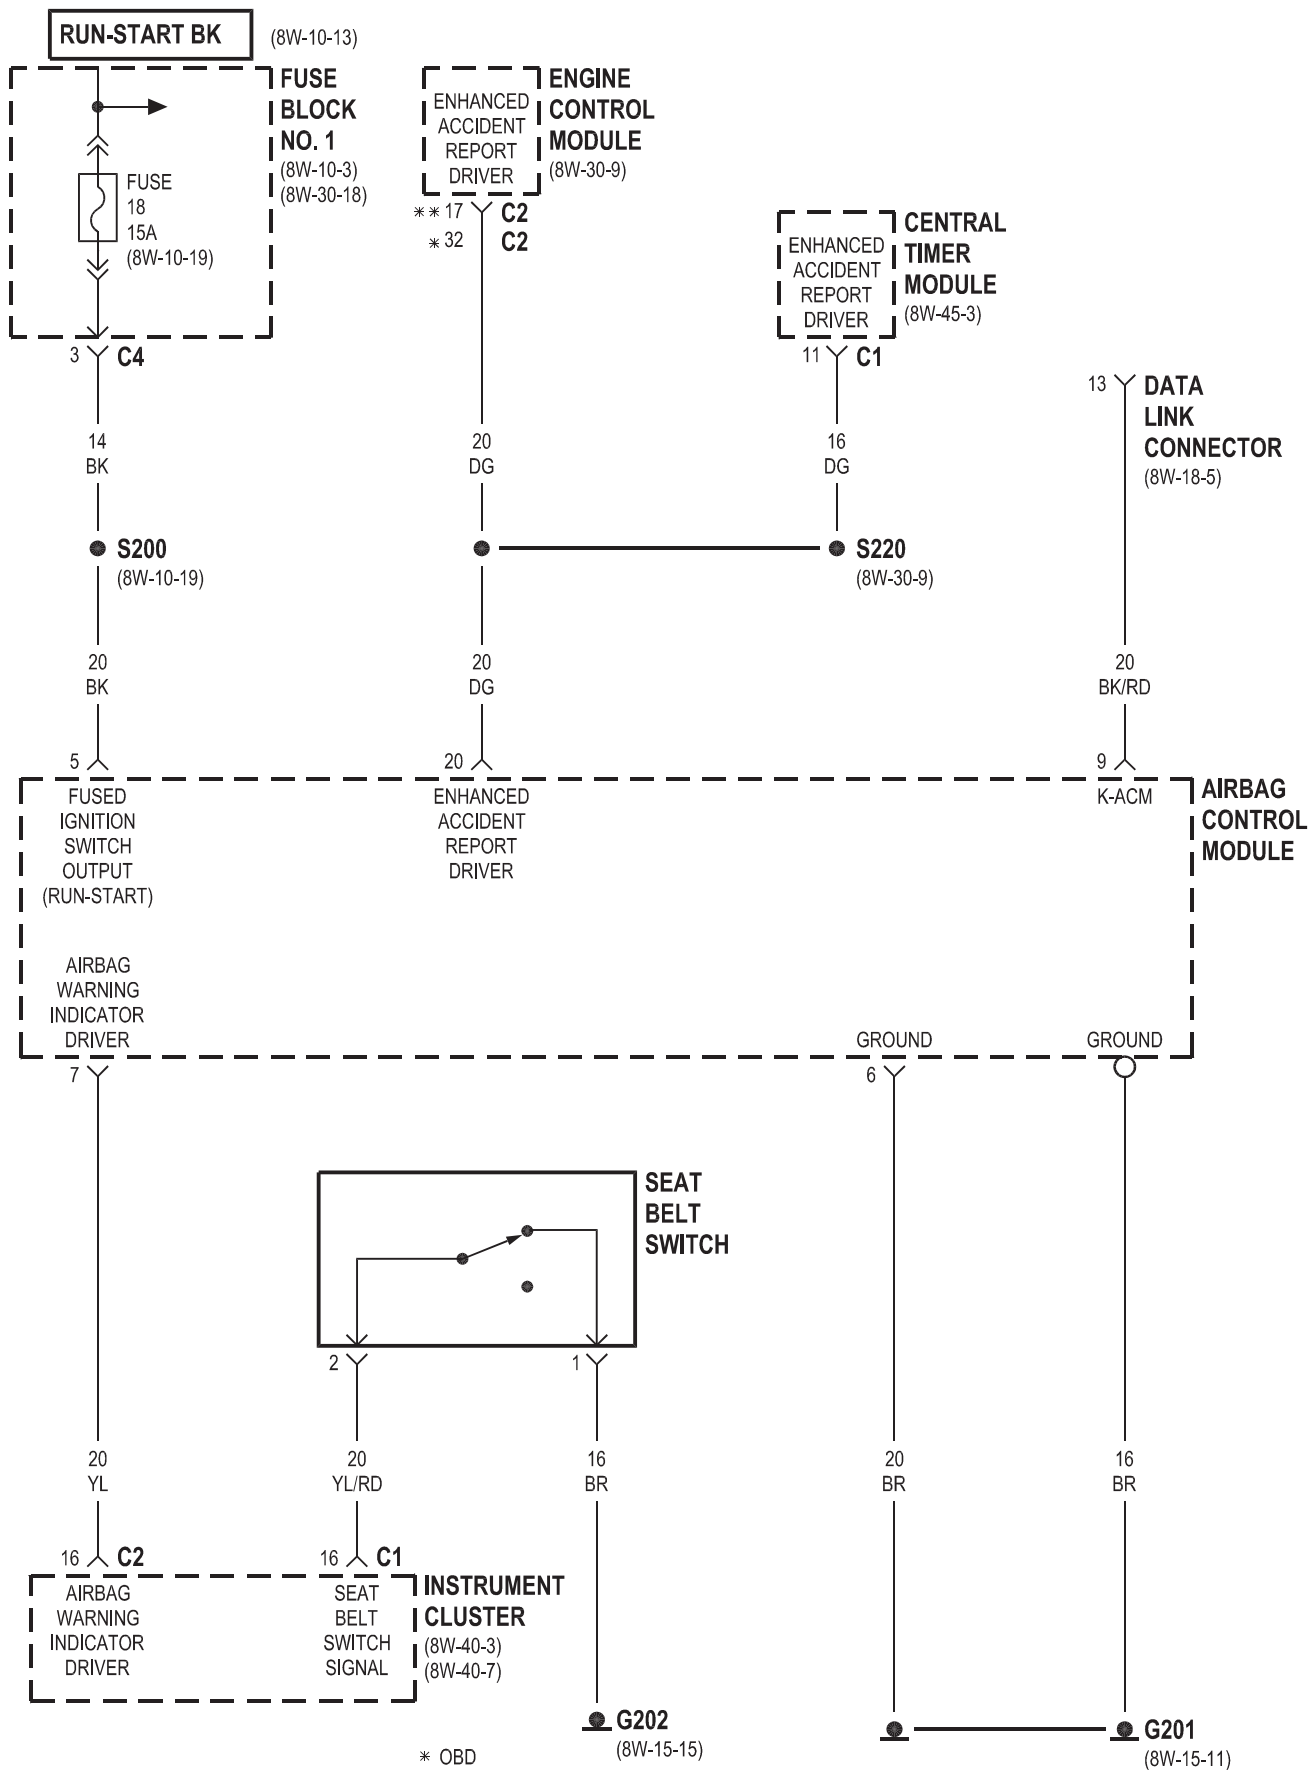 RUN-START BK
(8W-10-13)
FUSE
BLOCK
NO. 1
(8W-10-3)
(8W-30-18)
FUSE
18
15A
(8W-10-19)
3
C4
14
BK
S200
(8W-10-19)
20
BK
5
ENHANCED
ACCIDENT
REPORT
DRIVER
ENGINE
CONTROL
MODULE
(8W-30-9)
**17
C2
*32
C2
20
DG
20
DG
20
ENHANCED
ACCIDENT
REPORT
DRIVER
CENTRAL
TIMER
MODULE
(8W-45-3)
11
C1
16
DG
S220
(8W-30-9)
13
DATA
LINK
CONNECTOR
(8W-18-5)
20
BK/RD
9
FUSED
IGNITION
SWITCH
OUTPUT
(RUN-START)
ENHANCED
ACCIDENT
REPORT
DRIVER
K-ACM
AIRBAG
CONTROL
MODULE
AIRBAG
WARNING
INDICATOR
DRIVER
GROUND
GROUND
7
6
SEAT
BELT
SWITCH
2
1
20
YL
20
YL/RD
16
BR
20
BR
16
BR
16
C2
16
C1
AIRBAG
WARNING
INDICATOR
DRIVER
SEAT
BELT
SWITCH
SIGNAL
INSTRUMENT
CLUSTER
(8W-40-3)
(8W-40-7)
G202
(8W-15-15)
G201
(8W-15-11)
* OBD